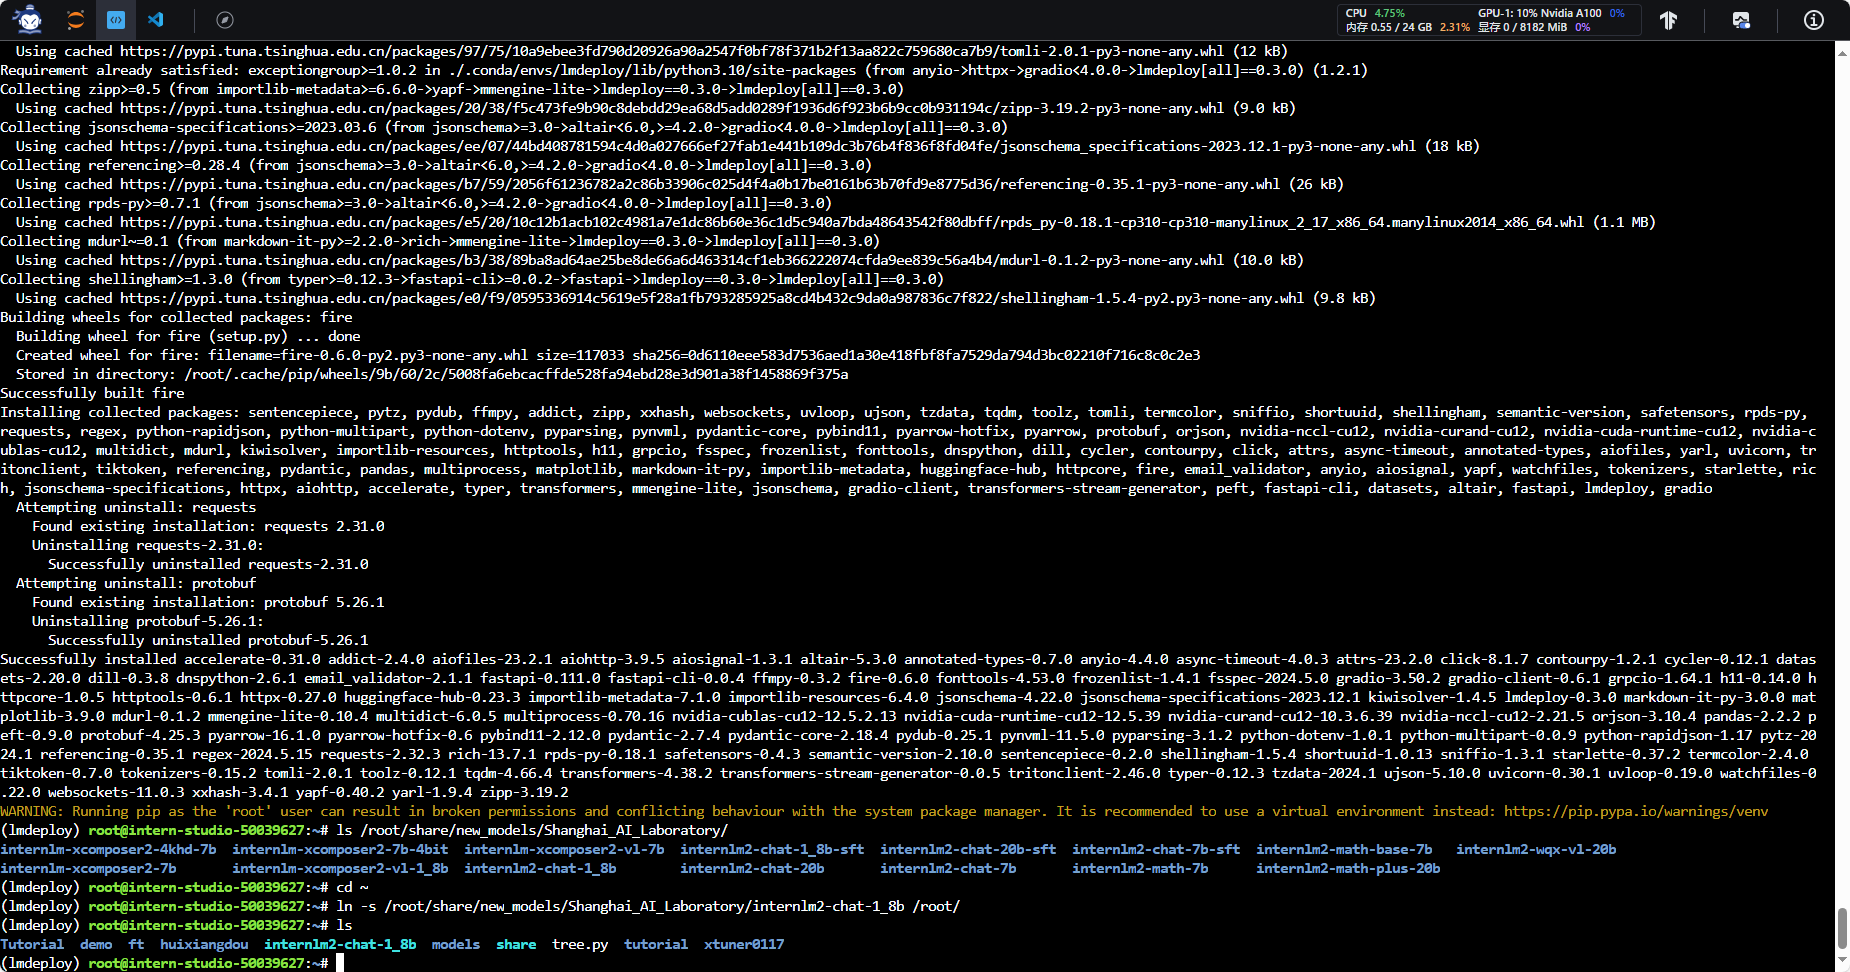 CPU 4.75% GPU-1: 10% Nvidia A100 0%
内存 0.55 / 24 GB 2.31% 显存 0 / 8182 MiB 0%
Using cached https://pypi.tuna.tsinghua.edu.cn/packages/97/75/10a9ebee3fd790d20926a90a2547f0bf78f371b2f13aa822c759680ca7b9/tomli-2.0.1-py3-none-any.whl (12 kB)
Requirement already satisfied: exceptiongroup>=1.0.2 in ./.conda/envs/lmdeploy/lib/python3.10/site-packages (from anyio->httpx->gradio<4.0.0->lmdeploy[all]==0.3.0) (1.2.1)
Collecting zipp>=0.5 (from importlib-metadata>=6.6.0->yapf->mmengine-lite->lmdeploy==0.3.0->lmdeploy[all]==0.3.0)
Using cached https://pypi.tuna.tsinghua.edu.cn/packages/20/38/f5c473fe9b90c8debdd29ea68d5add0289f1936d6f923b6b9cc0b931194c/zipp-3.19.2-py3-none-any.whl (9.0 kB)
Collecting jsonschema-specifications>=2023.03.6 (from jsonschema>=3.0->altair<6.0,>=4.2.0->gradio<4.0.0->lmdeploy[all]==0.3.0)
Using cached https://pypi.tuna.tsinghua.edu.cn/packages/ee/07/44bd408781594c4d0a027666ef27fab1e441b109dc3b76b4f836f8fd04fe/jsonschema_specifications-2023.12.1-py3-none-any.whl (18 kB)
Collecting referencing>=0.28.4 (from jsonschema>=3.0->altair<6.0,>=4.2.0->gradio<4.0.0->lmdeploy[all]==0.3.0)
Using cached https://pypi.tuna.tsinghua.edu.cn/packages/b7/59/2056f61236782a2c86b33906c025d4f4a0b17be0161b63b70fd9e8775d36/referencing-0.35.1-py3-none-any.whl (26 kB)
Collecting rpds-py>=0.7.1 (from jsonschema>=3.0->altair<6.0,>=4.2.0->gradio<4.0.0->lmdeploy[all]==0.3.0)
Using cached https://pypi.tuna.tsinghua.edu.cn/packages/e5/20/10c12b1acb102c4981a7e1dc86b60e36c1d5c940a7bda48643542f80dbff/rpds_py-0.18.1-cp310-cp310-manylinux_2_17_x86_64.manylinux2014_x86_64.whl (1.1 MB)
Collecting mdurl~=0.1 (from markdown-it-py>=2.2.0->rich->mmengine-lite->lmdeploy==0.3.0->lmdeploy[all]==0.3.0)
Using cached https://pypi.tuna.tsinghua.edu.cn/packages/b3/38/89ba8ad64ae25be8de66a6d463314cf1eb366222074cfda9ee839c56a4b4/mdurl-0.1.2-py3-none-any.whl (10.0 kB)
Collecting shellingham>=1.3.0 (from typer>=0.12.3->fastapi-cli>=0.0.2->fastapi->lmdeploy==0.3.0->lmdeploy[all]==0.3.0)
Using cached https://pypi.tuna.tsinghua.edu.cn/packages/e0/f9/0595336914c5619e5f28a1fb793285925a8cd4b432c9da0a987836c7f822/shellingham-1.5.4-py2.py3-none-any.whl (9.8 kB)
Building wheels for collected packages: fire
Building wheel for fire (setup.py) ... done
Created wheel for fire: filename=fire-0.6.0-py2.py3-none-any.whl size=117033 sha256=0d6110eee583d7536aed1a30e418fbf8fa7529da794d3bc02210f716c8c0c2e3
Stored in directory: /root/.cache/pip/wheels/9b/60/2c/5008fa6ebcacffde528fa94ebd28e3d901a38f1458869f375a
Successfully built fire
Installing collected packages: sentencepiece, pytz, pydub, ffmpy, addict, zipp, xxhash, websockets, uvloop, ujson, tzdata, tqdm, toolz, tomli, termcolor, sniffio, shortuuid, shellingham, semantic-version, safetensors, rpds-py,
requests, regex, python-rapidjson, python-multipart, python-dotenv, pyparsing, pynvml, pydantic-core, pybind11, pyarrow-hotfix, pyarrow, protobuf, orjson, nvidia-nccl-cu12, nvidia-curand-cu12, nvidia-cuda-runtime-cu12, nvidia-c
ublas-cu12, multidict, mdurl, kiwisolver, importlib-resources, httptools, h11, grpcio, fsspec, frozenlist, fonttools, dnspython, dill, cycler, contourpy, click, attrs, async-timeout, annotated-types, aiofiles, yarl, uvicorn, tr
itonclient, tiktoken, referencing, pydantic, pandas, multiprocess, matplotlib, markdown-it-py, importlib-metadata, huggingface-hub, httpcore, fire, email_validator, anyio, aiosignal, yapf, watchfiles, tokenizers, starlette, ric
h, jsonschema-specifications, httpx, aiohttp, accelerate, typer, transformers, mmengine-lite, jsonschema, gradio-client, transformers-stream-generator, peft, fastapi-cli, datasets, altair, fastapi, lmdeploy, gradio
Attempting uninstall: requests
Found existing installation: requests 2.31.0
Uninstalling requests-2.31.0:
Successfully uninstalled requests-2.31.0
Attempting uninstall: protobuf
Found existing installation: protobuf 5.26.1
Uninstalling protobuf-5.26.1:
Successfully uninstalled protobuf-5.26.1
Successfully installed accelerate-0.31.0 addict-2.4.0 aiofiles-23.2.1 aiohttp-3.9.5 aiosignal-1.3.1 altair-5.3.0 annotated-types-0.7.0 anyio-4.4.0 async-timeout-4.0.3 attrs-23.2.0 click-8.1.7 contourpy-1.2.1 cycler-0.12.1 datas
ets-2.20.0 dill-0.3.8 dnspython-2.6.1 email_validator-2.1.1 fastapi-0.111.0 fastapi-cli-0.0.4 ffmpy-0.3.2 fire-0.6.0 fonttools-4.53.0 frozenlist-1.4.1 fsspec-2024.5.0 gradio-3.50.2 gradio-client-0.6.1 grpcio-1.64.1 h11-0.14.0 h
ttpcore-1.0.5 httptools-0.6.1 httpx-0.27.0 huggingface-hub-0.23.3 importlib-metadata-7.1.0 importlib-resources-6.4.0 jsonschema-4.22.0 jsonschema-specifications-2023.12.1 kiwisolver-1.4.5 lmdeploy-0.3.0 markdown-it-py-3.0.0 mat
plotlib-3.9.0 mdurl-0.1.2 mmengine-lite-0.10.4 multidict-6.0.5 multiprocess-0.70.16 nvidia-cublas-cu12-12.5.2.13 nvidia-cuda-runtime-cu12-12.5.39 nvidia-curand-cu12-10.3.6.39 nvidia-nccl-cu12-2.21.5 orjson-3.10.4 pandas-2.2.2 p
eft-0.9.0 protobuf-4.25.3 pyarrow-16.1.0 pyarrow-hotfix-0.6 pybind11-2.12.0 pydantic-2.7.4 pydantic-core-2.18.4 pydub-0.25.1 pynvml-11.5.0 pyparsing-3.1.2 python-dotenv-1.0.1 python-multipart-0.0.9 python-rapidjson-1.17 pytz-20
24.1 referencing-0.35.1 regex-2024.5.15 requests-2.32.3 rich-13.7.1 rpds-py-0.18.1 safetensors-0.4.3 semantic-version-2.10.0 sentencepiece-0.2.0 shellingham-1.5.4 shortuuid-1.0.13 sniffio-1.3.1 starlette-0.37.2 termcolor-2.4.0
tiktoken-0.7.0 tokenizers-0.15.2 tomli-2.0.1 toolz-0.12.1 tqdm-4.66.4 transformers-4.38.2 transformers-stream-generator-0.0.5 tritonclient-2.46.0 typer-0.12.3 tzdata-2024.1 ujson-5.10.0 uvicorn-0.30.1 uvloop-0.19.0 watchfiles-0
.22.0 websockets-11.0.3 xxhash-3.4.1 yapf-0.40.2 yarl-1.9.4 zipp-3.19.2
WARNING: Running pip as the 'root' user can result in broken permissions and conflicting behaviour with the system package manager. It is recommended to use a virtual environment instead: https://pip.pypa.io/warnings/venv
(lmdeploy) root@intern-studio-50039627:~# ls /root/share/new_models/Shanghai_AI_Laboratory/
internlm-xcomposer2-4khd-7b internlm-xcomposer2-7b-4bit internlm-xcomposer2-vl-7b internlm2-chat-1_8b-sft internlm2-chat-20b-sft internlm2-chat-7b-sft internlm2-math-base-7b internlm2-wqx-vl-20b
internlm-xcomposer2-7b internlm-xcomposer2-vl-1_8b internlm2-chat-1_8b internlm2-chat-20b internlm2-chat-7b internlm2-math-7b internlm2-math-plus-20b
(lmdeploy) root@intern-studio-50039627:~# cd ~
(lmdeploy) root@intern-studio-50039627:~# ln -s /root/share/new_models/Shanghai_AI_Laboratory/internlm2-chat-1_8b /root/
(lmdeploy) root@intern-studio-50039627:~# ls
Tutorial demo ft huixiangdou internlm2-chat-1_8b models share tree.py tutorial xtuner0117
(lmdeploy) root@intern-studio-50039627:~#